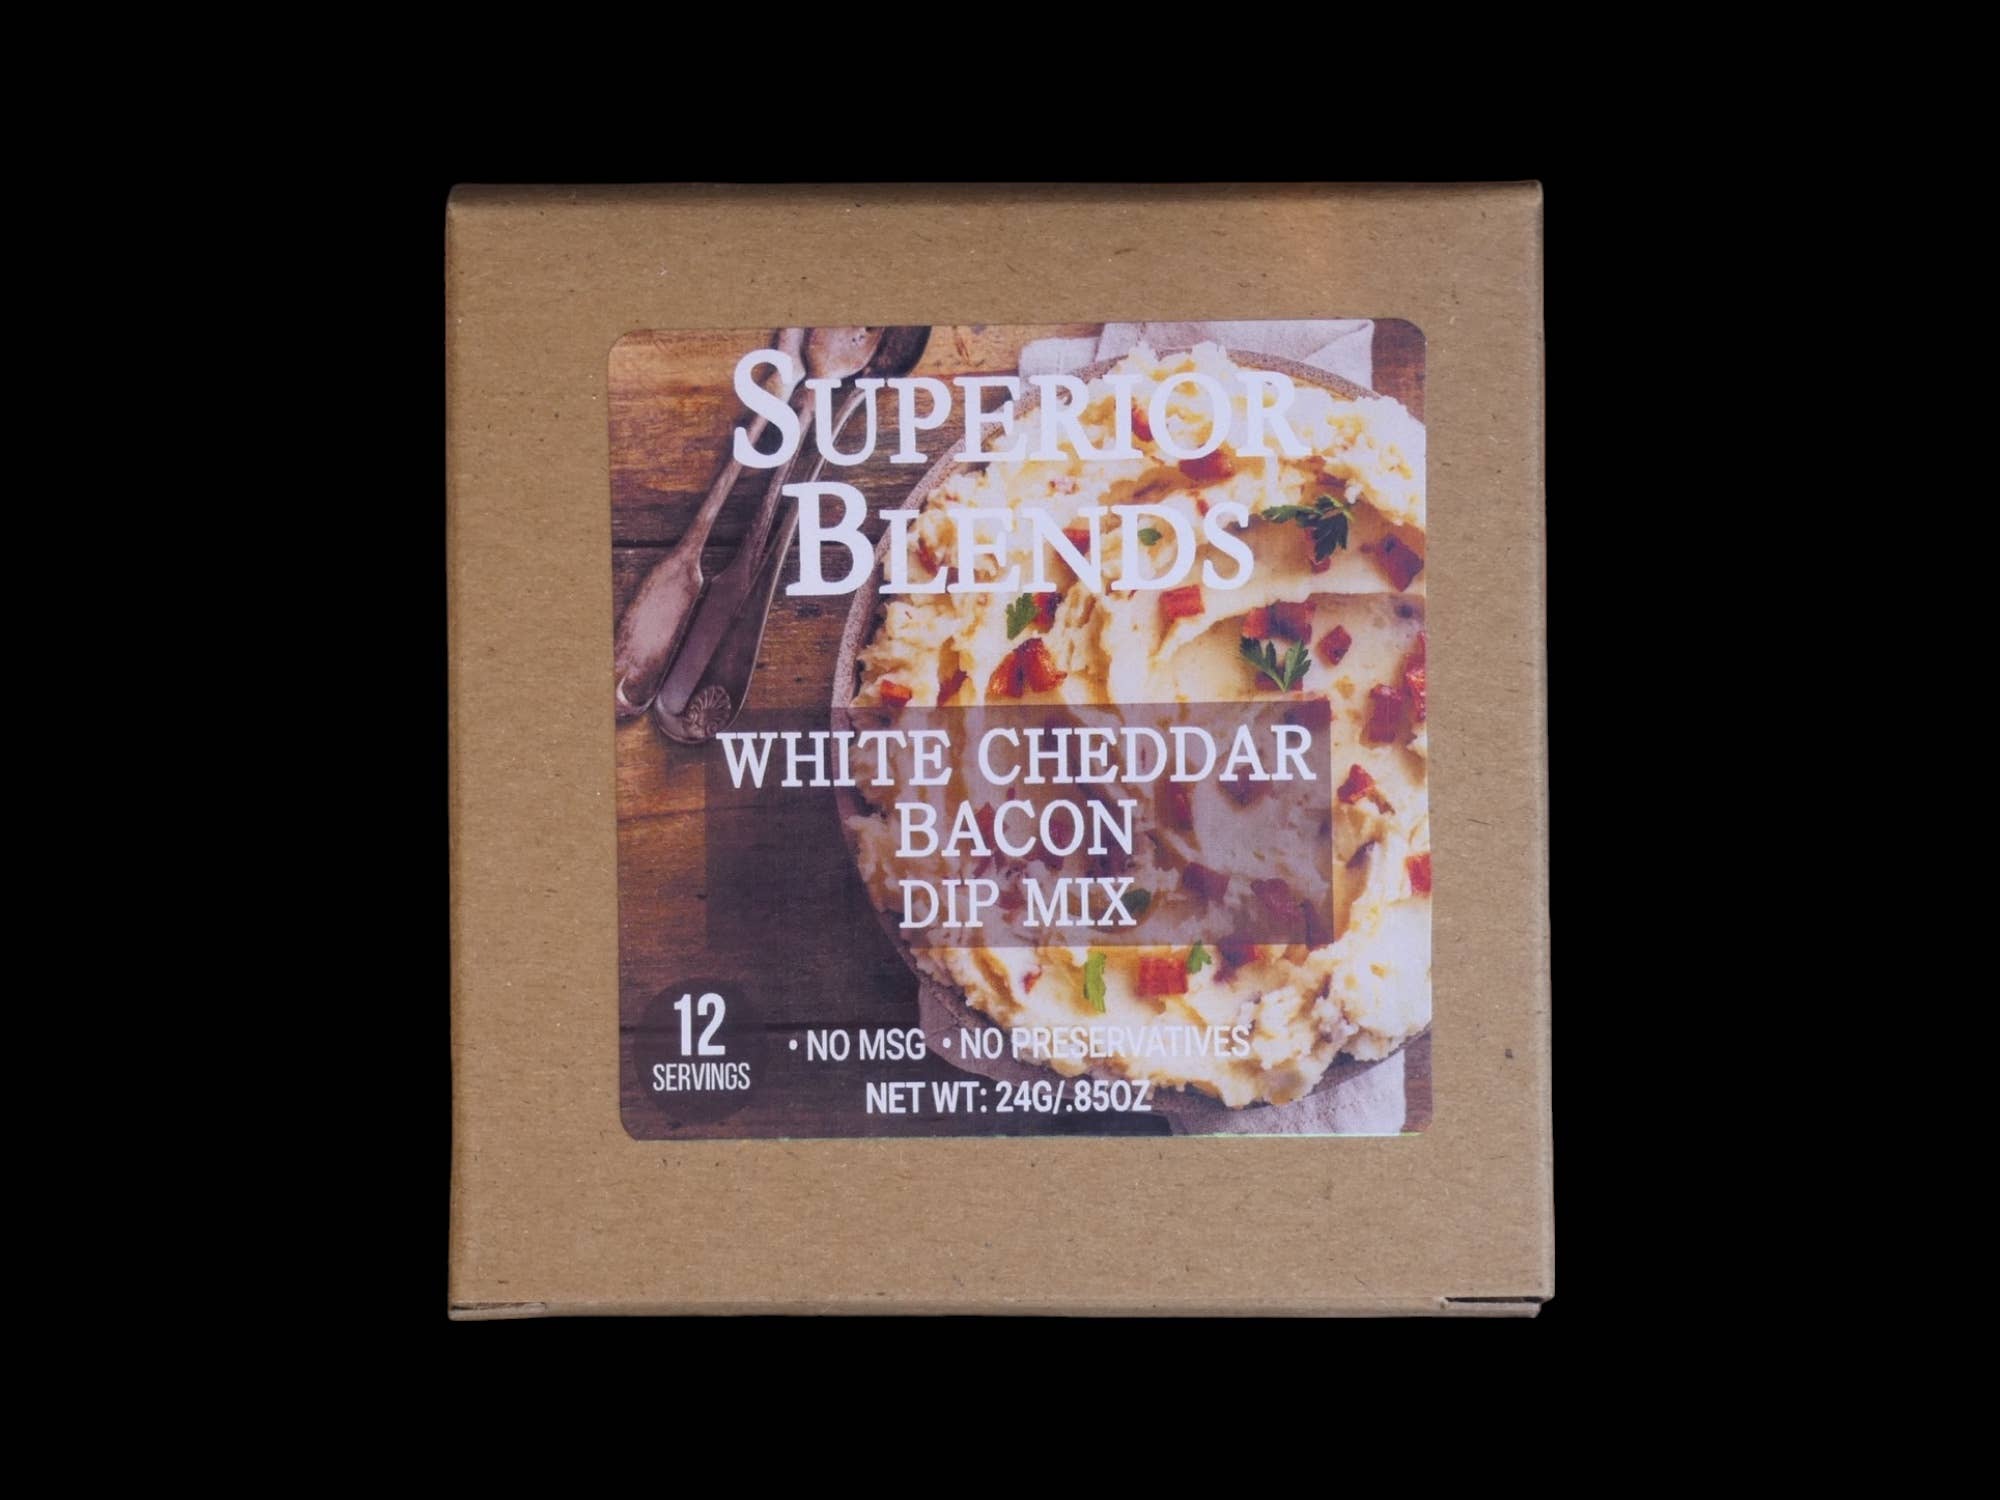 SUPERIOR
BLENDS
WHITE CHEDDAR
BACON
DIP MIX
12
SERVINGS
• NO MSG • NO PRESERVATIVES
NET WT: 24G/.85OZ